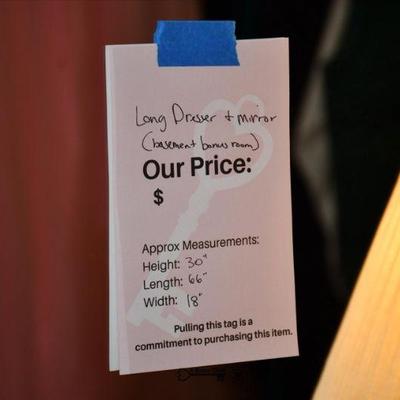 Long Dresser + mirror
(basement bonus room)
Our Price:
$
Approx Measurements:
Height: 30"
Length: 66"
Width: 18"
Pulling this tag is a
commitment to purchasing this item.